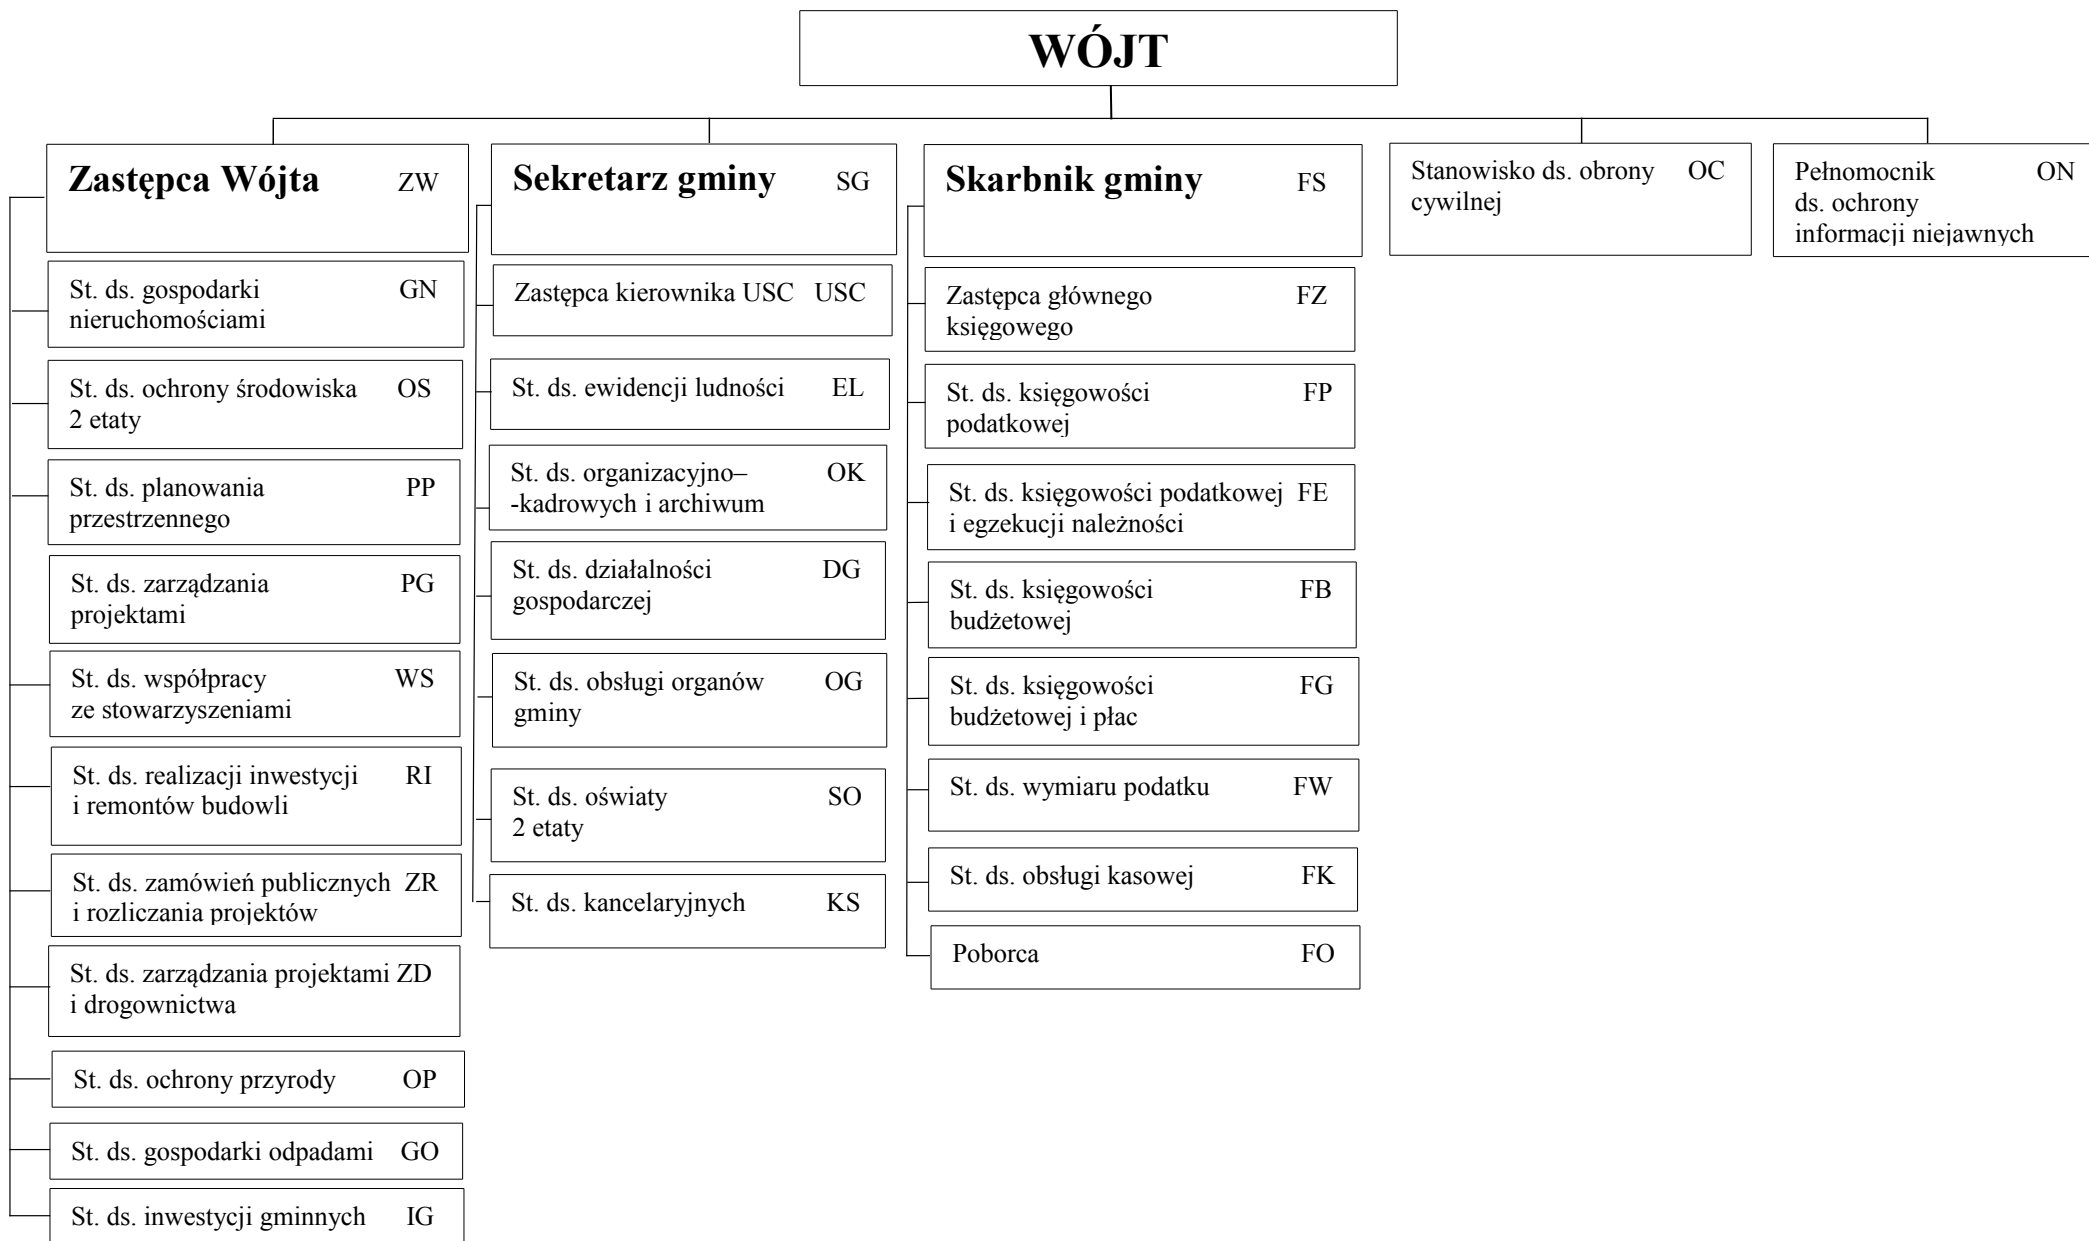 WÓJT
Zastępca Wójta ZW
St. ds. gospodarki GN
nieruchomościami
St. ds. ochrony środowiska OS
2 etaty
St. ds. planowania PP
przestrzennego
St. ds. zarządzania PG
projektami
St. ds. współpracy WS
ze stowarzyszeniami
St. ds. realizacji inwestycji RI
i remontów budowli
St. ds. zamówień publicznych ZR
i rozliczania projektów
St. ds. zarządzania projektami ZD
i drogownictwa
St. ds. ochrony przyrody OP
St. ds. gospodarki odpadami GO
St. ds. inwestycji gminnych IG
Sekretarz gminy SG
Zastępca kierownika USC USC
St. ds. ewidencji ludności EL
St. ds. organizacyjno– OK
-kadrowych i archiwum
St. ds. działalności DG
gospodarczej
St. ds. obsługi organów OG
gminy
St. ds. oświaty SO
2 etaty
St. ds. kancelaryjnych KS
Skarbnik gminy FS
Zastępca głównego FZ
księgowego
St. ds. księgowości FP
podatkowej
St. ds. księgowości podatkowej FE
i egzekucji należności
St. ds. księgowości FB
budżetowej
St. ds. księgowości FG
budżetowej i płac
St. ds. wymiaru podatku FW
St. ds. obsługi kasowej FK
Poborca FO
Stanowisko ds. obrony OC
cywilnej
Pełnomocnik ON
ds. ochrony
informacji niejawnych